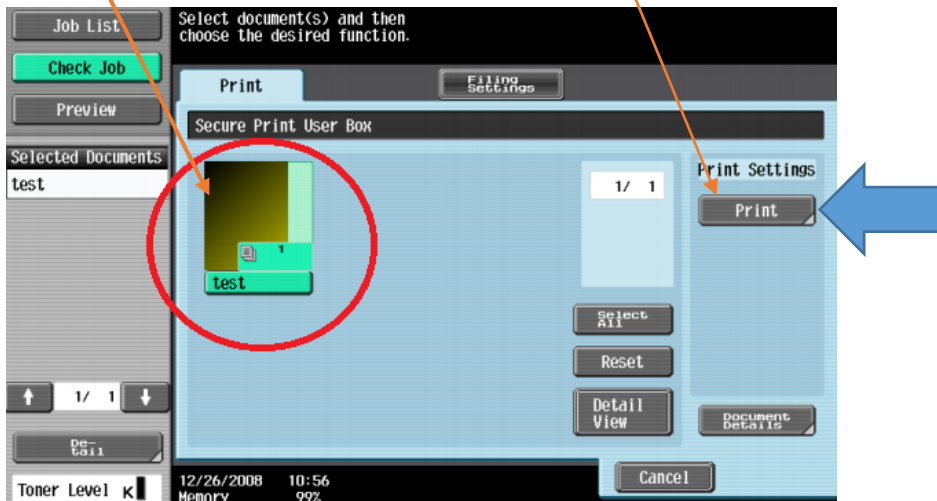 Job List
Select document(s) and then
choose the desired function.
Check Job
Print
Filing
Settings
Preview
Secure Print User Box
Selected Documents
test
1/ 1
Print Settings
Print
1
test
Select
All
Reset
1/ 1
Detail
View
Document
Details
De-
tail
Cancel
Toner Level K
12/26/2008 10:56
Memory 99%